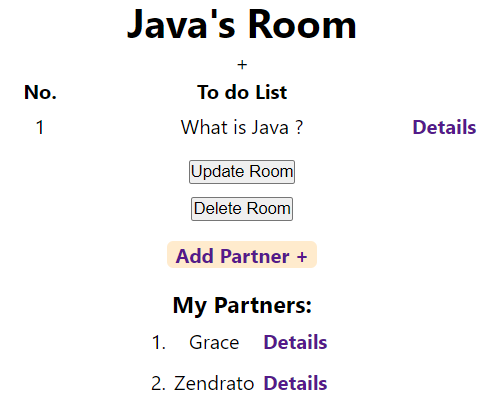 Java's Room
+
No. To do List
1 What is Java ? Details
Update Room
Delete Room
Add Partner +
My Partners:
1. Grace Details
2. Zendrato Details